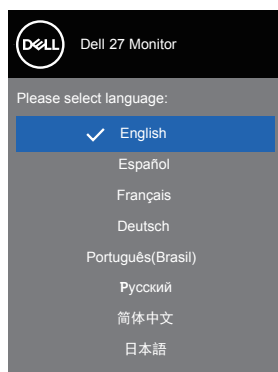 DELL
Dell 27 Monitor
Please select language:
English
Español
Français
Deutsch
Português(Brasil)
Русский
简体中文
日本語